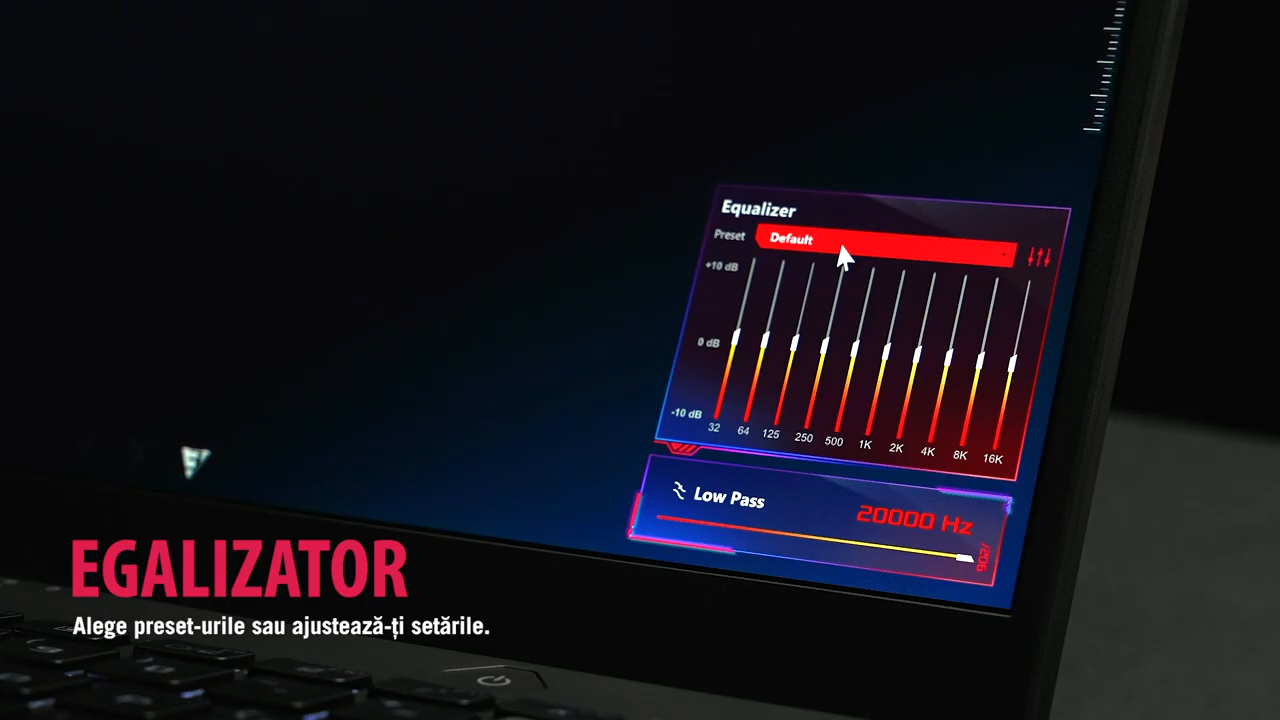 Equalizer
Preset Default
+10 dB
0 dB
-10 dB
32 64 125 250 500 1K 2K 4K 8K 16K
Low Pass
20000 Hz
EGALIZATOR
Alege preset-urile sau ajustează-ți setările.